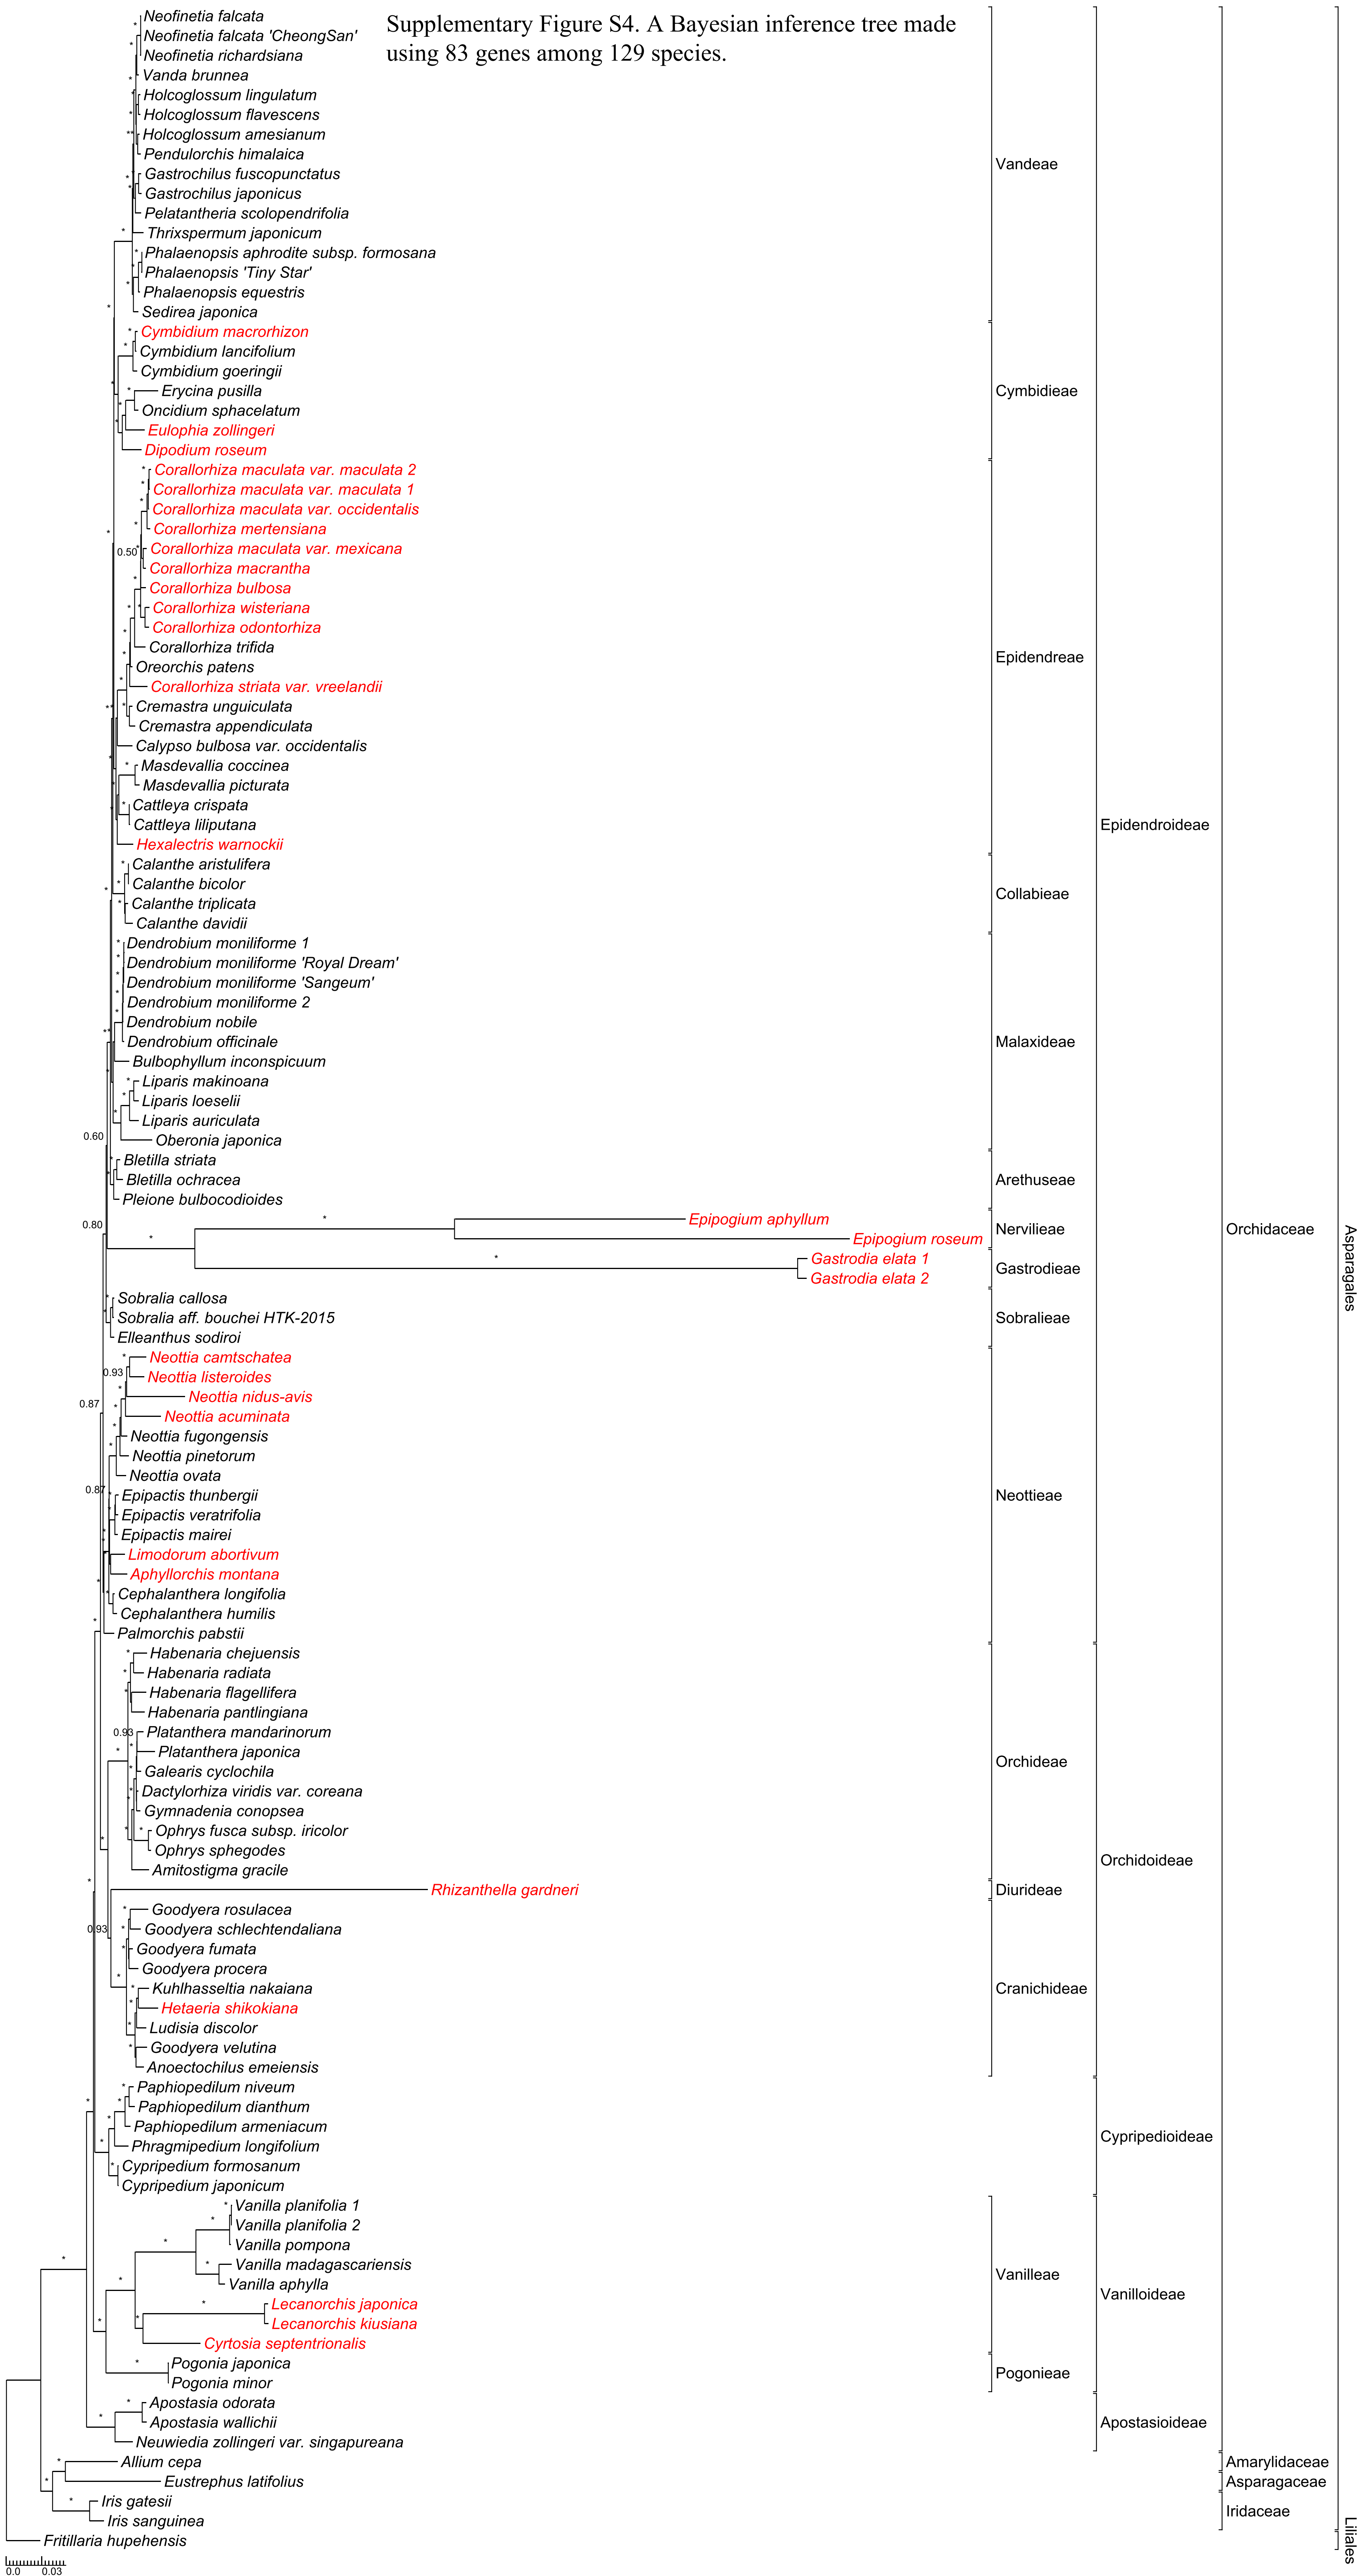 Supplementary Figure S4. A Bayesian inference tree made
using 83 genes among 129 species.
Neofinetia falcata
Neofinetia falcata 'CheongSan'
Neofinetia richardsiana
Vanda brunnea
Holcoglossum lingulatum
Holcoglossum flavescens
Holcoglossum amesianum
Pendulorchis himalaica
Gastrochilus fuscopunctatus
Gastrochilus japonicus
Pelatantheria scolopendrifolia
Thrixspermum japonicum
Phalaenopsis aphrodite subsp. formosana
Phalaenopsis 'Tiny Star'
Phalaenopsis equestris
Sedirea japonica
Vandeae
Cymbidium macrorhizon
Cymbidium lancifolium
Cymbidium goeringii
Erycina pusilla
Oncidium sphacelatum
Eulophia zollingeri
Dipodium roseum
Cymbidieae
Corallorhiza maculata var. maculata 2
Corallorhiza maculata var. maculata 1
Corallorhiza maculata var. occidentalis
Corallorhiza mertensiana
0.50
Corallorhiza maculata var. mexicana
Corallorhiza macrantha
Corallorhiza bulbosa
Corallorhiza wisteriana
Corallorhiza odontorhiza
Corallorhiza trifida
Oreorchis patens
Corallorhiza striata var. vreelandii
Cremastra unguiculata
Cremastra appendiculata
Calypso bulbosa var. occidentalis
Masdevallia coccinea
Masdevallia picturata
Cattleya crispata
Cattleya liliputana
Hexalectris warnockii
Epidendreae
Epidendroideae
Calanthe aristulifera
Calanthe bicolor
Calanthe triplicata
Calanthe davidii
Collabieae
Dendrobium moniliforme 1
Dendrobium moniliforme 'Royal Dream'
Dendrobium moniliforme 'Sangeum'
Dendrobium moniliforme 2
Dendrobium nobile
Dendrobium officinale
Bulbophyllum inconspicuum
Liparis makinoana
Liparis loeselii
Liparis auriculata
Oberonia japonica
Malaxideae
0.60
Bletilla striata
Bletilla ochracea
Pleione bulbocodioides
Arethuseae
0.80
Epipogium aphyllum
Epipogium roseum
Nervilieae
Orchidaceae
Asparagales
Gastrodia elata 1
Gastrodia elata 2
Gastrodieae
Sobralia callosa
Sobralia aff. bouchei HTK-2015
Elleanthus sodiroi
Sobralieae
Neottia camtschatea
0.93
Neottia listeroides
Neottia nidus-avis
0.87
Neottia acuminata
Neottia fugongensis
Neottia pinetorum
Neottia ovata
0.87
Epipactis thunbergii
Epipactis veratrifolia
Epipactis mairei
Limodorum abortivum
Aphyllorchis montana
Cephalanthera longifolia
Cephalanthera humilis
Palmorchis pabstii
Neottieae
Habenaria chejuensis
Habenaria radiata
Habenaria flagellifera
Habenaria pantlingiana
0.93
Platanthera mandarinorum
Platanthera japonica
Galearis cyclochila
Dactylorhiza viridis var. coreana
Gymnadenia conopsea
Ophrys fusca subsp. iricolor
Ophrys sphegodes
Amitostigma gracile
Orchideae
Orchidoideae
Rhizanthella gardneri
Diurideae
0.93
Goodyera rosulacea
Goodyera schlechtendaliana
Goodyera fumata
Goodyera procera
Kuhlhasseltia nakaiana
Hetaeria shikokiana
Ludisia discolor
Goodyera velutina
Anoectochilus emeiensis
Cranichideae
Paphiopedilum niveum
Paphiopedilum dianthum
Paphiopedilum armeniacum
Phragmipedium longifolium
Cypripedium formosanum
Cypripedium japonicum
Cypripedioideae
Vanilla planifolia 1
Vanilla planifolia 2
Vanilla pompona
Vanilla madagascariensis
Vanilla aphylla
Lecanorchis japonica
Lecanorchis kiusiana
Cyrtosia septentrionalis
Vanilleae
Vanilloideae
Pogonia japonica
Pogonia minor
Pogonieae
Apostasia odorata
Apostasia wallichii
Neuwiedia zollingeri var. singapureana
Apostasioideae
Allium cepa
Amarylidaceae
Eustrephus latifolius
Asparagaceae
Iris gatesii
Iris sanguinea
Iridaceae
Fritillaria hupehensis
Liliales
0.0 0.03